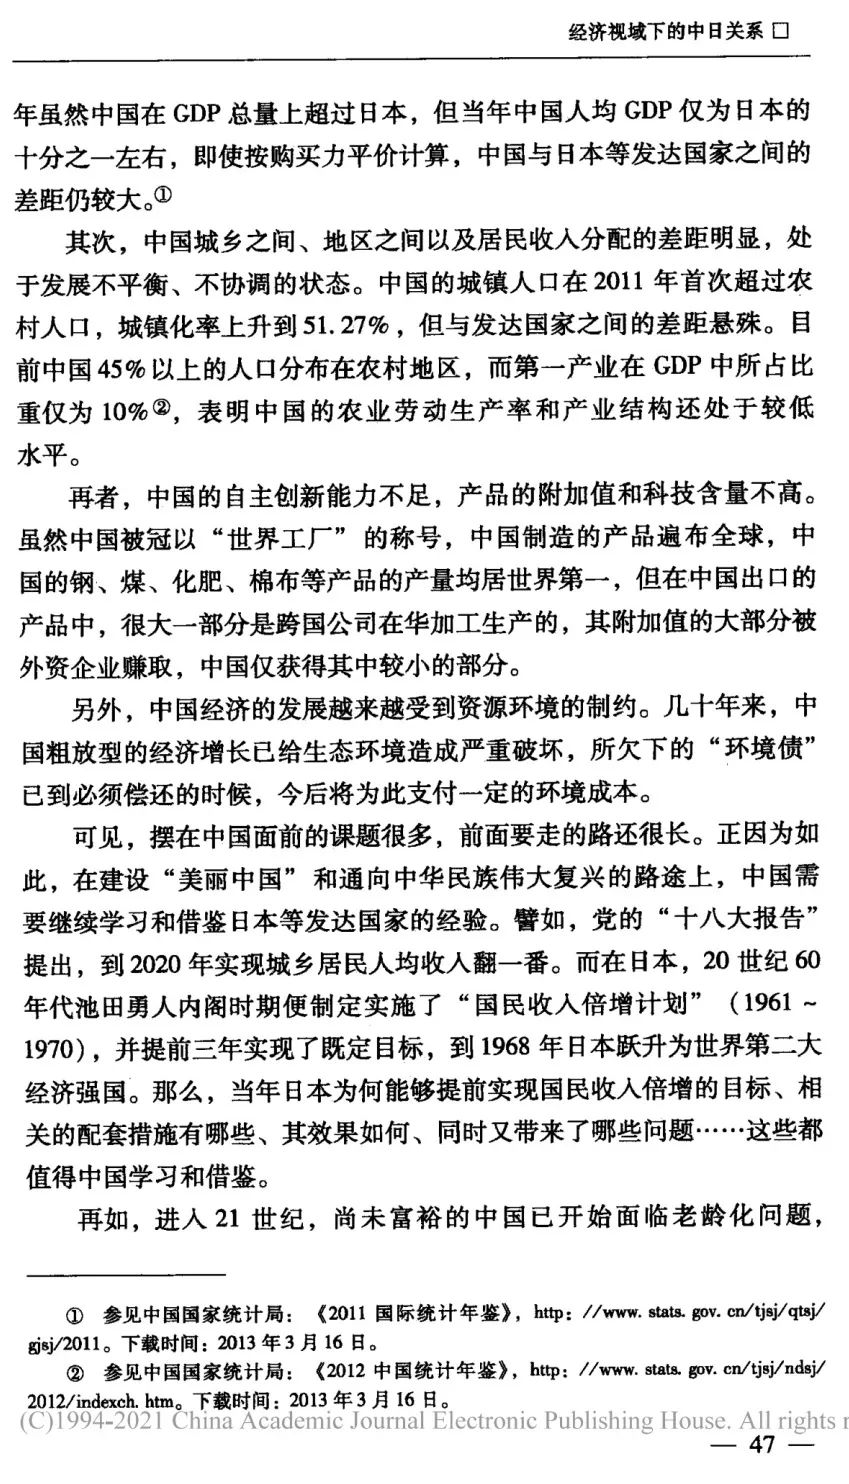 经济视域下的中日关系 □
年虽然中国在 GDP 总量上超过日本，但当年中国人均 GDP 仅为日本的
十分之一左右，即使按购买力平价计算，中国与日本等发达国家之间的
差距仍较大。①
其次，中国城乡之间、地区之间以及居民收入分配的差距明显，处
于发展不平衡、不协调的状态。中国的城镇人口在 2011 年首次超过农
村人口，城镇化率上升到 51.27%，但与发达国家之间的差距悬殊。目
前中国 45% 以上的人口分布在农村地区，而第一产业在 GDP 中所占比
重仅为 10%②，表明中国的农业劳动生产率和产业结构还处于较低
水平。
再者，中国的自主创新能力不足，产品的附加值和科技含量不高。
虽然中国被冠以“世界工厂”的称号，中国制造的产品遍布全球，中
国的钢、煤、化肥、棉布等产品的产量均居世界第一，但在中国出口的
产品中，很大一部分是跨国公司在华加工生产的，其附加值的大部分被
外资企业赚取，中国仅获得其中较小的部分。
另外，中国经济的发展越来越受到资源环境的制约。几十年来，中
国粗放型的经济增长已给生态环境造成严重破坏，所欠下的“环境债”
已到必须偿还的时候，今后将为此支付一定的环境成本。
可见，摆在中国面前的课题很多，前面要走的路还很长。正因为如
此，在建设“美丽中国”和通向中华民族伟大复兴的路途上，中国需
要继续学习和借鉴日本等发达国家的经验。譬如，党的“十八大报告”
提出，到 2020 年实现城乡居民人均收入翻一番。而在日本，20 世纪 60
年代池田勇人内阁时期便制定实施了“国民收入倍增计划”（1961 ~
1970），并提前三年实现了既定目标，到 1968 年日本跃升为世界第二大
经济强国。那么，当年日本为何能够提前实现国民收入倍增的目标、相
关的配套措施有哪些、其效果如何、同时又带来了哪些问题……这些都
值得中国学习和借鉴。
再如，进入 21 世纪，尚未富裕的中国已开始面临老龄化问题，
① 参见中国国家统计局：《2011 国际统计年鉴》，http：//www. stats. gov. cn/tjsj/qtsj/
gjsj/2011。下载时间：2013 年 3 月 16 日。
② 参见中国国家统计局：《2012 中国统计年鉴》，http：//www. stats. gov. cn/tjsj/ndsj/
2012/indexch. htm。下载时间：2013 年 3 月 16 日。
(C)1994-2021 China Academic Journal Electronic Publishing House. All rights r
— 47 —